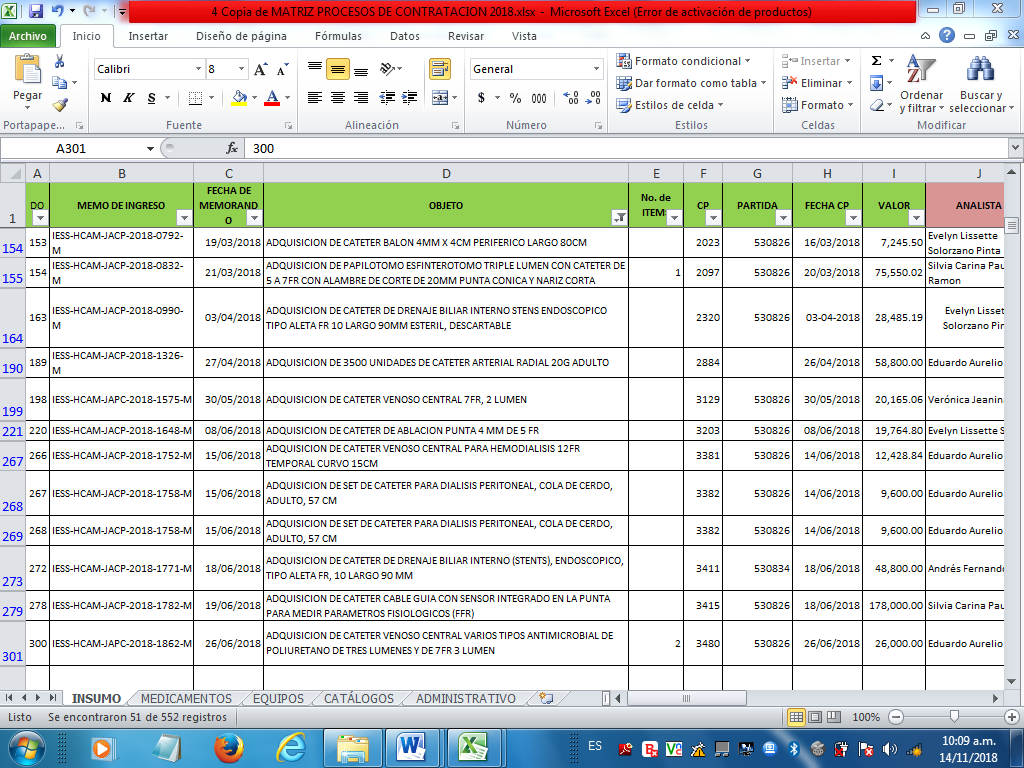 4 Copia de MATRIZ PROCESOS DE CONTRATACION 2018.xlsx - Microsoft Excel (Error de activación de productos)
Archivo Inicio Insertar Diseño de página Fórmulas Datos Revisar Vista
Pegar
Calibri 8
N K S
General
$ % 000
Formato condicional
Dar formato como tabla
Estilos de celda
Insertar
Eliminar
Formato
Σ
Ordenar y filtrar
Buscar y seleccionar
Portapape... Fuente Alineación Número Estilos Celdas Modificar
A301 fx 300
A B C D E F G H I J
1 DO MEMO DE INGRESO FECHA DE MEMORANDO OBJETO No. de ITEM CP PARTIDA FECHA CP VALOR ANALISTA
154 153 IESS-HCAM-JACP-2018-0792-M 19/03/2018 ADQUISICION DE CATETER BALON 4MM X 4CM PERIFERICO LARGO 80CM 2023 530826 16/03/2018 7,245.50 Evelyn Lissette Solorzano Pinta
155 154 IESS-HCAM-JACP-2018-0832-M 21/03/2018 ADQUISICION DE PAPILOTOMO ESFINTEROTOMO TRIPLE LUMEN CON CATETER DE 5 A 7FR CON ALAMBRE DE CORTE DE 20MM PUNTA CONICA Y NARIZ CORTA 1 2097 530826 20/03/2018 75,550.02 Silvia Carina Pau Ramon
164 163 IESS-HCAM-JACP-2018-0990-M 03/04/2018 ADQUISICION DE CATETER DE DRENAJE BILIAR INTERNO STENS ENDOSCOPICO TIPO ALETA FR 10 LARGO 90MM ESTERIL, DESCARTABLE 2320 530826 03-04-2018 28,485.19 Evelyn Lisset Solorzano Pin
190 189 IESS-HCAM-JACP-2018-1326-M 27/04/2018 ADQUISICION DE 3500 UNIDADES DE CATETER ARTERIAL RADIAL 20G ADULTO 2884 26/04/2018 58,800.00 Eduardo Aurelio
199 198 IESS-HCAM-JAPC-2018-1575-M 30/05/2018 ADQUISICION DE CATETER VENOSO CENTRAL 7FR, 2 LUMEN 3129 530826 30/05/2018 20,165.06 Verónica Jeanin
221 220 IESS-HCAM-JACP-2018-1648-M 08/06/2018 ADQUISICION DE CATETER DE ABLACION PUNTA 4 MM DE 5 FR 3203 530826 08/06/2018 19,764.80 Evelyn Lissette S
267 266 IESS-HCAM-JACP-2018-1752-M 15/06/2018 ADQUISICION DE CATETER VENOSO CENTRAL PARA HEMODIALISIS 12FR TEMPORAL CURVO 15CM 3381 530826 14/06/2018 12,428.84 Eduardo Aurelio
268 267 IESS-HCAM-JACP-2018-1758-M 15/06/2018 ADQUISICION DE SET DE CATETER PARA DIALISIS PERITONEAL, COLA DE CERDO, ADULTO, 57 CM 3382 530826 14/06/2018 9,600.00 Eduardo Aurelio
269 268 IESS-HCAM-JACP-2018-1758-M 15/06/2018 ADQUISICION DE SET DE CATETER PARA DIALISIS PERITONEAL, COLA DE CERDO, ADULTO, 57 CM 3382 530826 14/06/2018 9,600.00 Eduardo Aurelio
273 272 IESS-HCAM-JACP-2018-1771-M 18/06/2018 ADQUISICION DE CATETER DE DRENAJE BILIAR INTERNO (STENTS), ENDOSCOPICO, TIPO ALETA FR, 10 LARGO 90 MM 3411 530834 18/06/2018 48,800.00 Andrés Fernand
279 278 IESS-HCAM-JACP-2018-1782-M 19/06/2018 ADQUISICION DE CATETER CABLE GUIA CON SENSOR INTEGRADO EN LA PUNTA PARA MEDIR PARAMETROS FISIOLOGICOS (FFR) 3415 530826 18/06/2018 178,000.00 Silvia Carina Pau
301 300 IESS-HCAM-JAPC-2018-1862-M 26/06/2018 ADQUISICION DE CATETER VENOSO CENTRAL VARIOS TIPOS ANTIMICROBIAL DE POLIURETANO DE TRES LUMENES Y DE 7FR 3 LUMEN 2 3480 530826 26/06/2018 26,000.00 Eduardo Aurelio
INSUMO MEDICAMENTOS EQUIPOS CATÁLOGOS ADMINISTRATIVO
Listo Se encontraron 51 de 552 registros 100%
ES 10:09 a.m.
14/11/2018